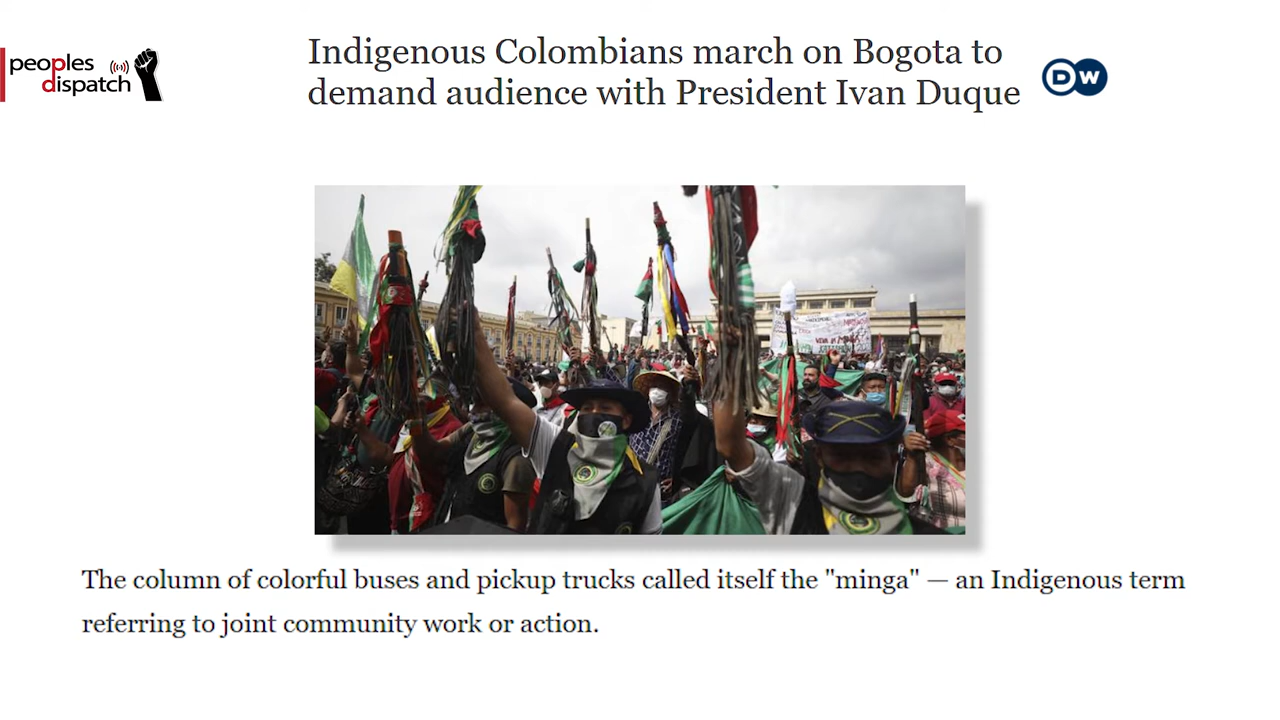 peoples
dispatch
Indigenous Colombians march on Bogota to
demand audience with President Ivan Duque
DW
The column of colorful buses and pickup trucks called itself the "minga" — an Indigenous term
referring to joint community work or action.